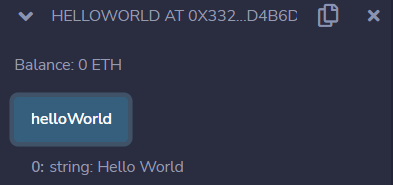 HELLOWORLD AT 0X332...D4B6D
Balance: 0 ETH
helloWorld
0: string: Hello World